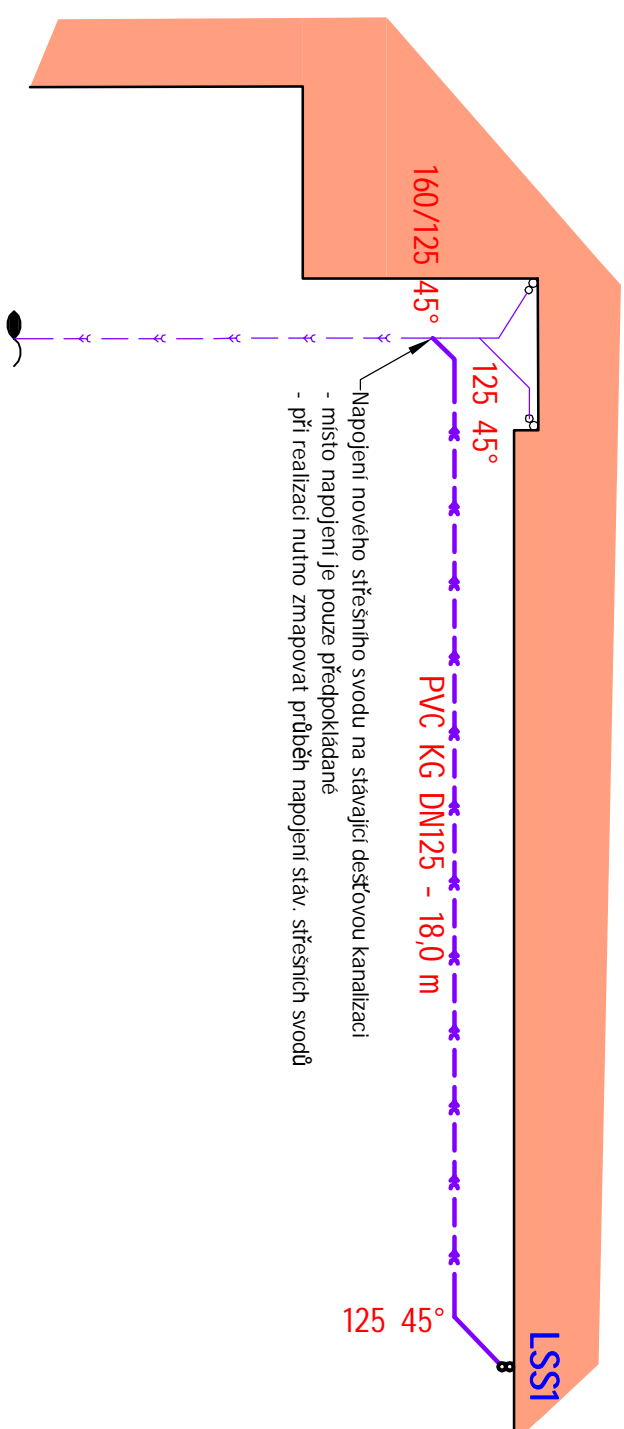 LSS1
160/125 45°
125 45°
PVC KG DN125 - 18,0 m
125 45°
Napojení nového střešního svodu na stávající dešťovou kanalizaci
- místo napojení je pouze předpokládané
- při realizaci nutno zmapovat průběh napojení stáv. střešních svodů